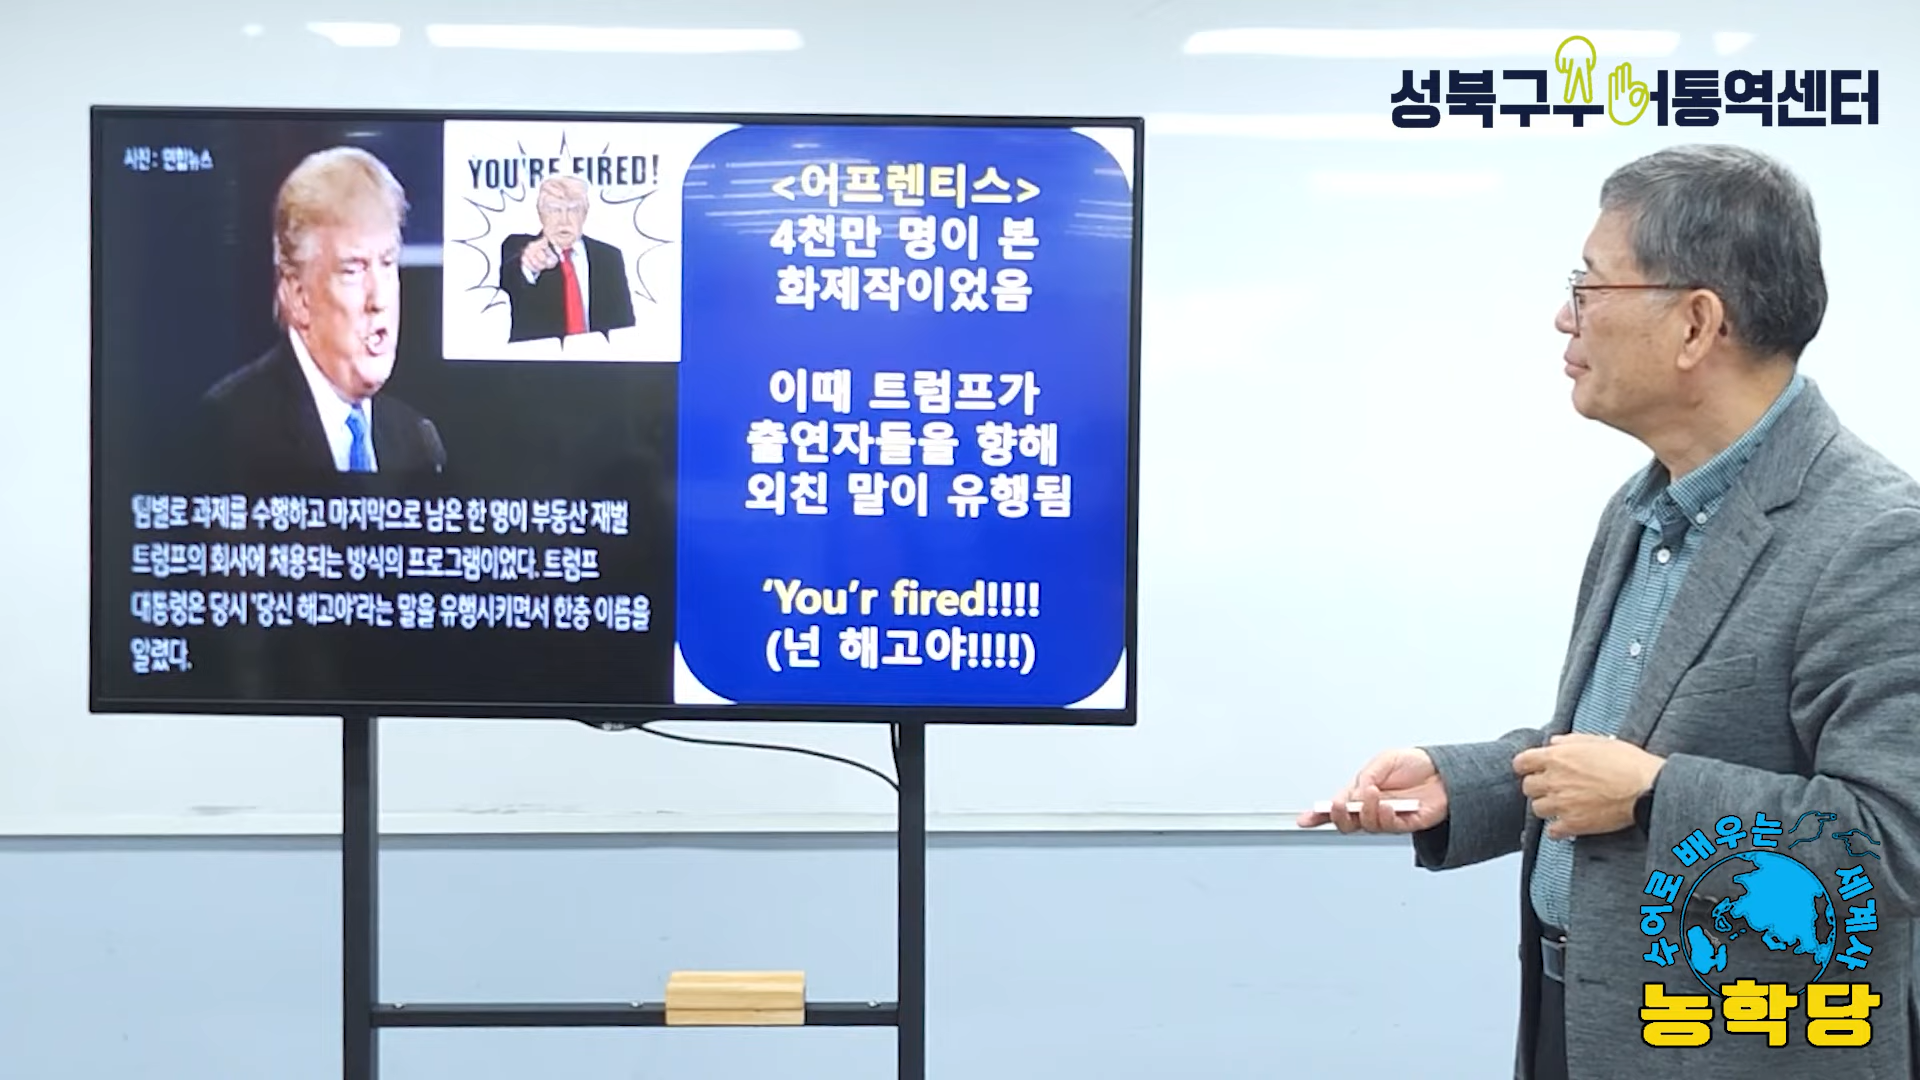 성북구수어통역센터
사진: 연합뉴스
YOU'RE FIRED!
<어프렌티스>
4천만 명이 본
화제작이었음
이때 트럼프가
출연자들을 향해
외친 말이 유행됨
‘You’r fired!!!!
(넌 해고야!!!!)
팀별로 과제를 수행하고 마지막으로 남은 한 명이 부동산 재벌
트럼프의 회사에 채용되는 방식의 프로그램이었다. 트럼프
대통령은 당시 '당신 해고야'라는 말을 유행시키면서 한층 이름을
알렸다.
수어로 배우는 세계사
농학당